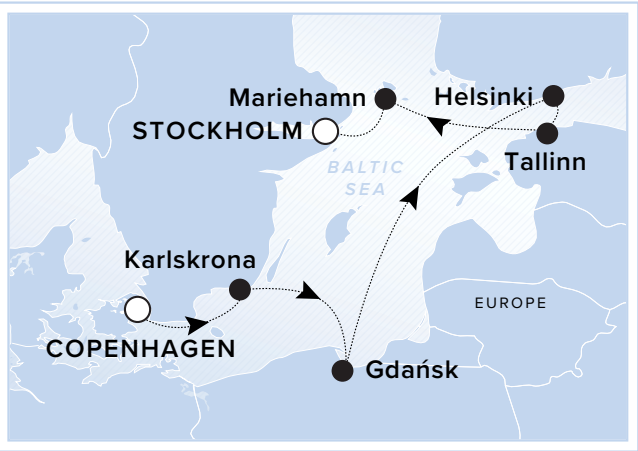 Mariehamn
Helsinki
STOCKHOLM
Tallinn
BALTIC
SEA
Karlskrona
EUROPE
COPENHAGEN
Gdańsk